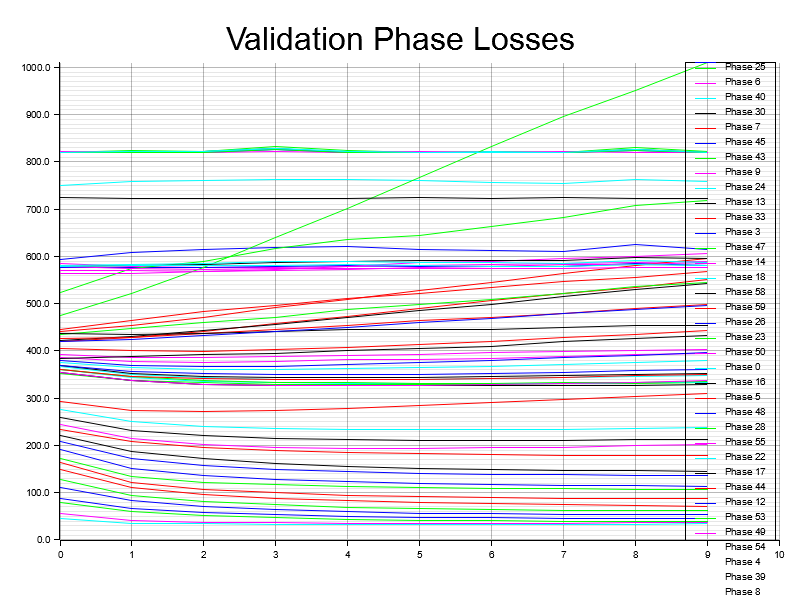 Validation Phase Losses
1000.0
900.0
800.0
700.0
600.0
500.0
400.0
300.0
200.0
100.0
0.0
0 1 2 3 4 5 6 7 8 9 10
Phase 25
Phase 6
Phase 40
Phase 30
Phase 7
Phase 45
Phase 43
Phase 9
Phase 24
Phase 13
Phase 33
Phase 3
Phase 47
Phase 14
Phase 18
Phase 58
Phase 59
Phase 26
Phase 23
Phase 50
Phase 0
Phase 16
Phase 5
Phase 48
Phase 28
Phase 55
Phase 22
Phase 17
Phase 44
Phase 12
Phase 53
Phase 49
Phase 54
Phase 4
Phase 39
Phase 8